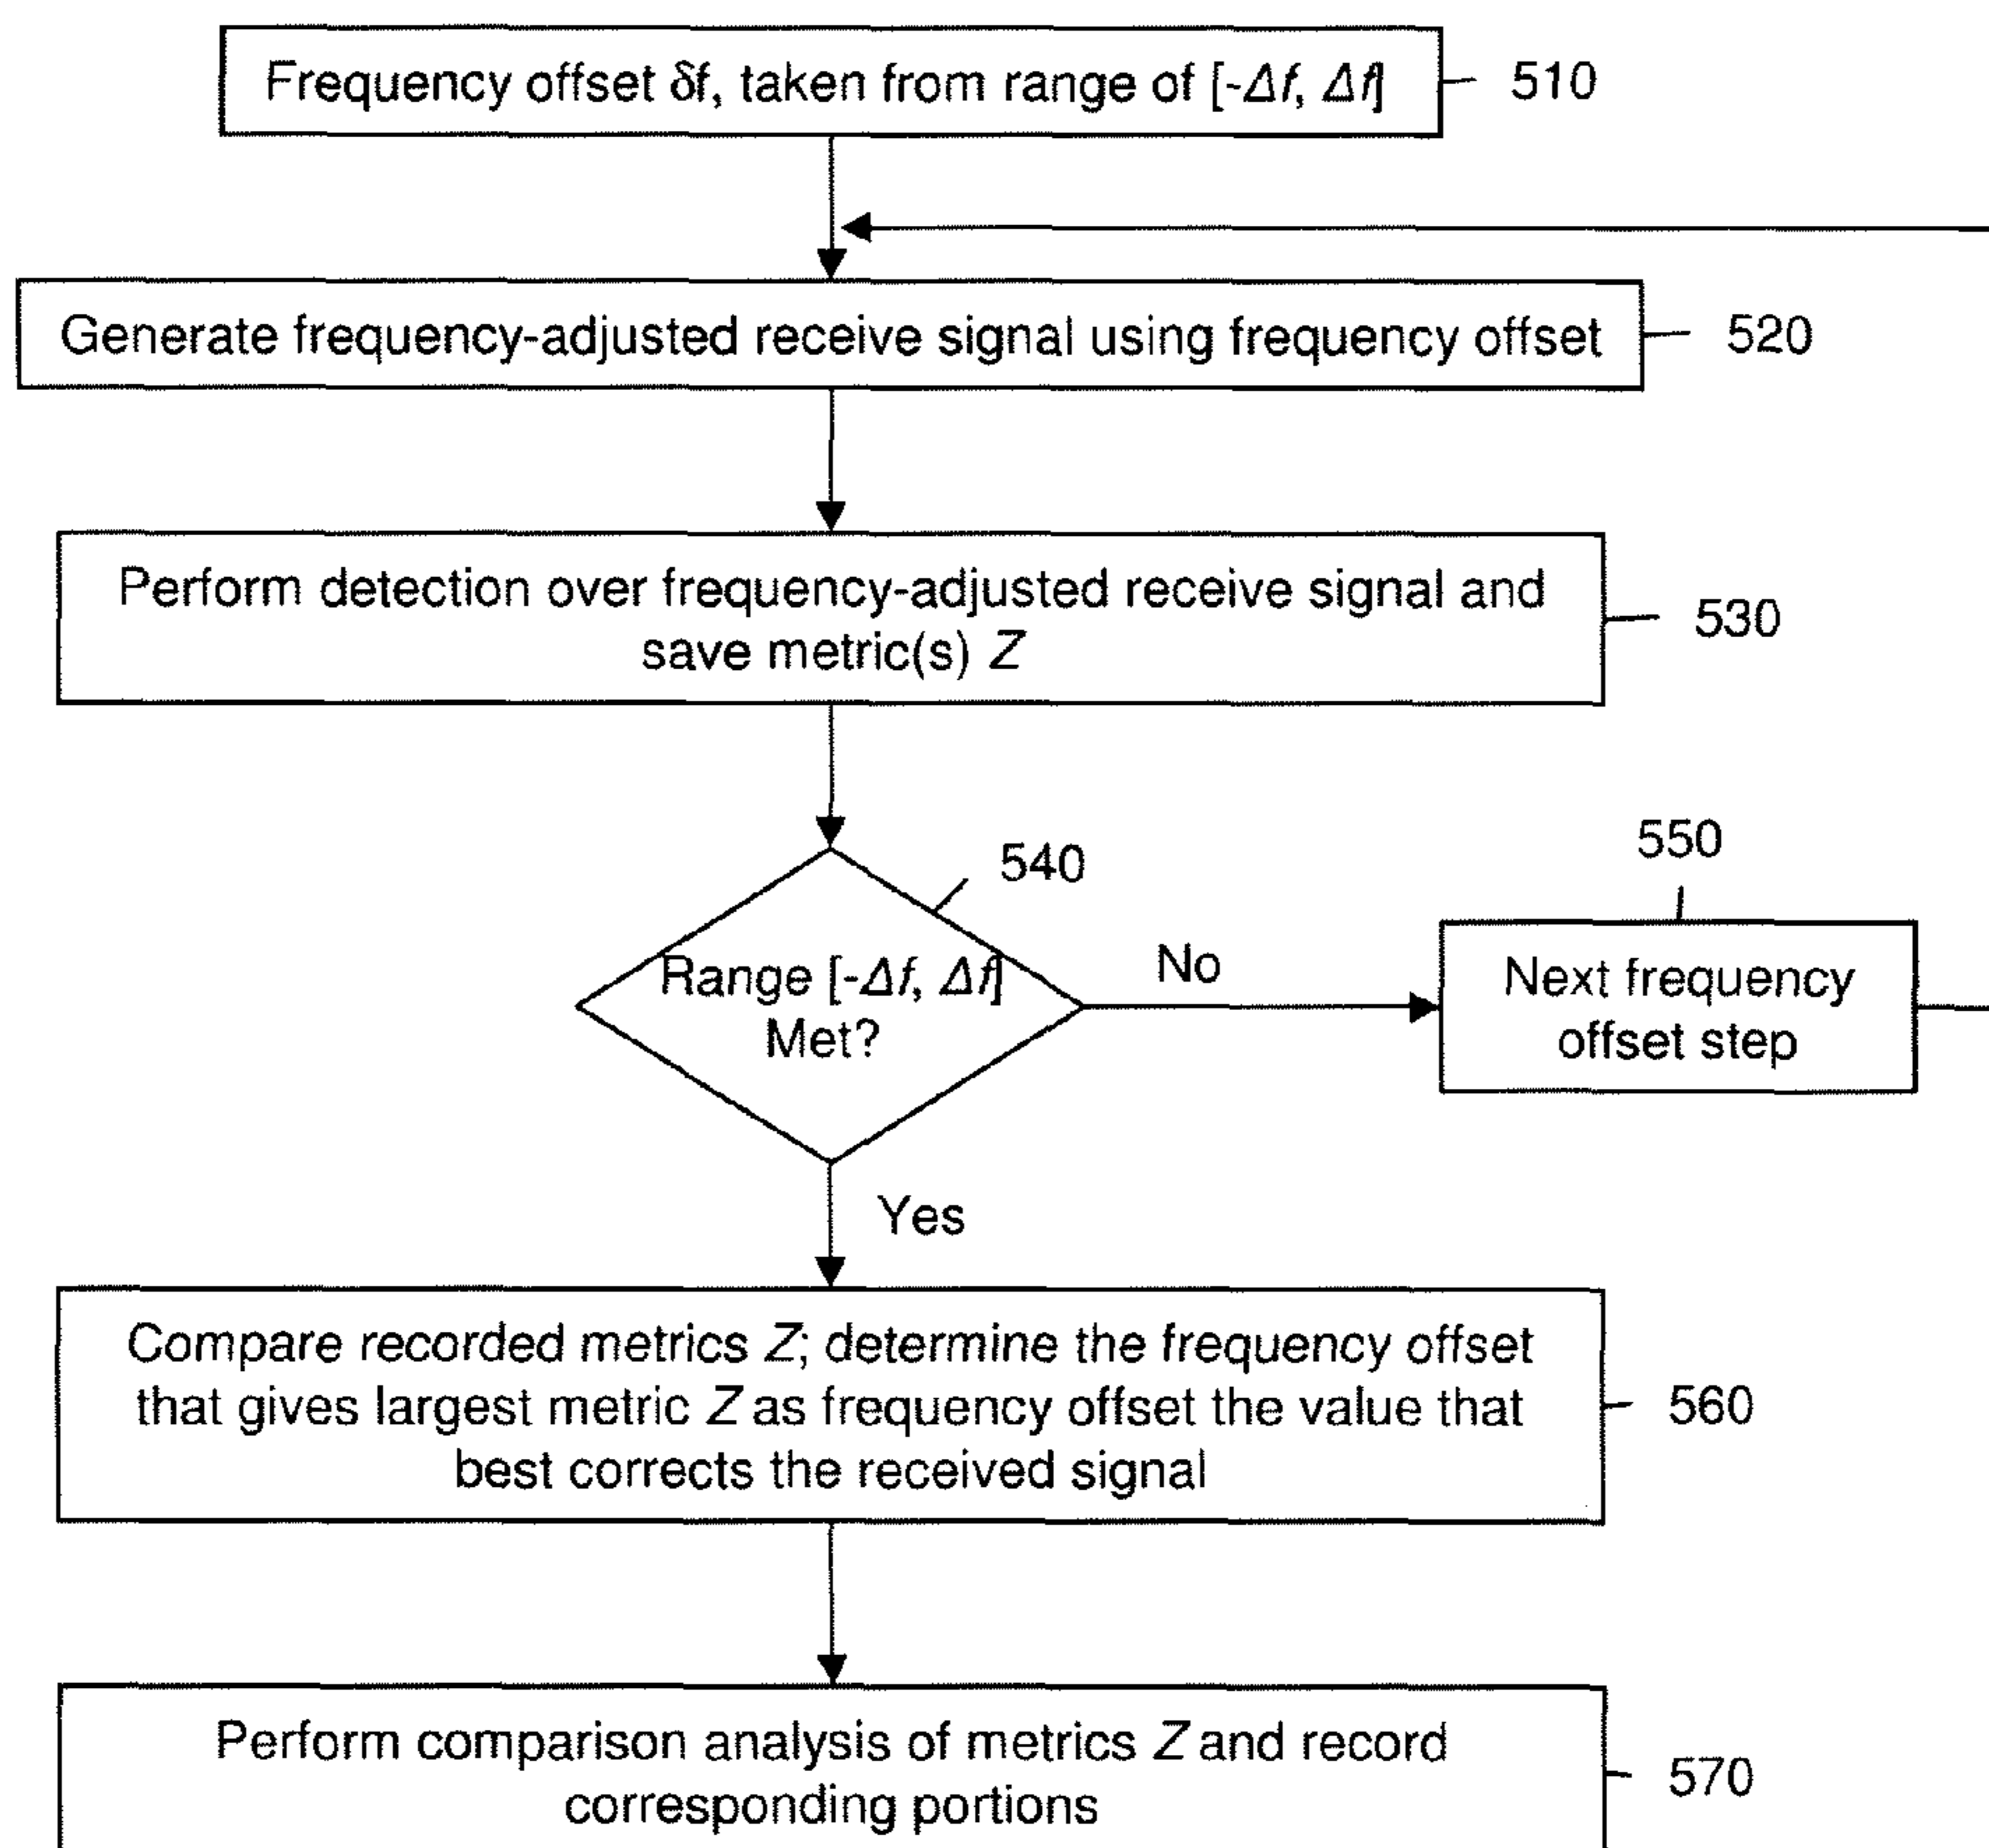 Frequency offset δf, taken from range of [-Δf, Δf]
510
Generate frequency-adjusted receive signal using frequency offset
520
Perform detection over frequency-adjusted receive signal and
save metric(s) Z
530
540
Range [-Δf, Δf]
Met?
No
550
Next frequency
offset step
Yes
Compare recorded metrics Z; determine the frequency offset
that gives largest metric Z as frequency offset the value that
best corrects the received signal
560
Perform comparison analysis of metrics Z and record
corresponding portions
570